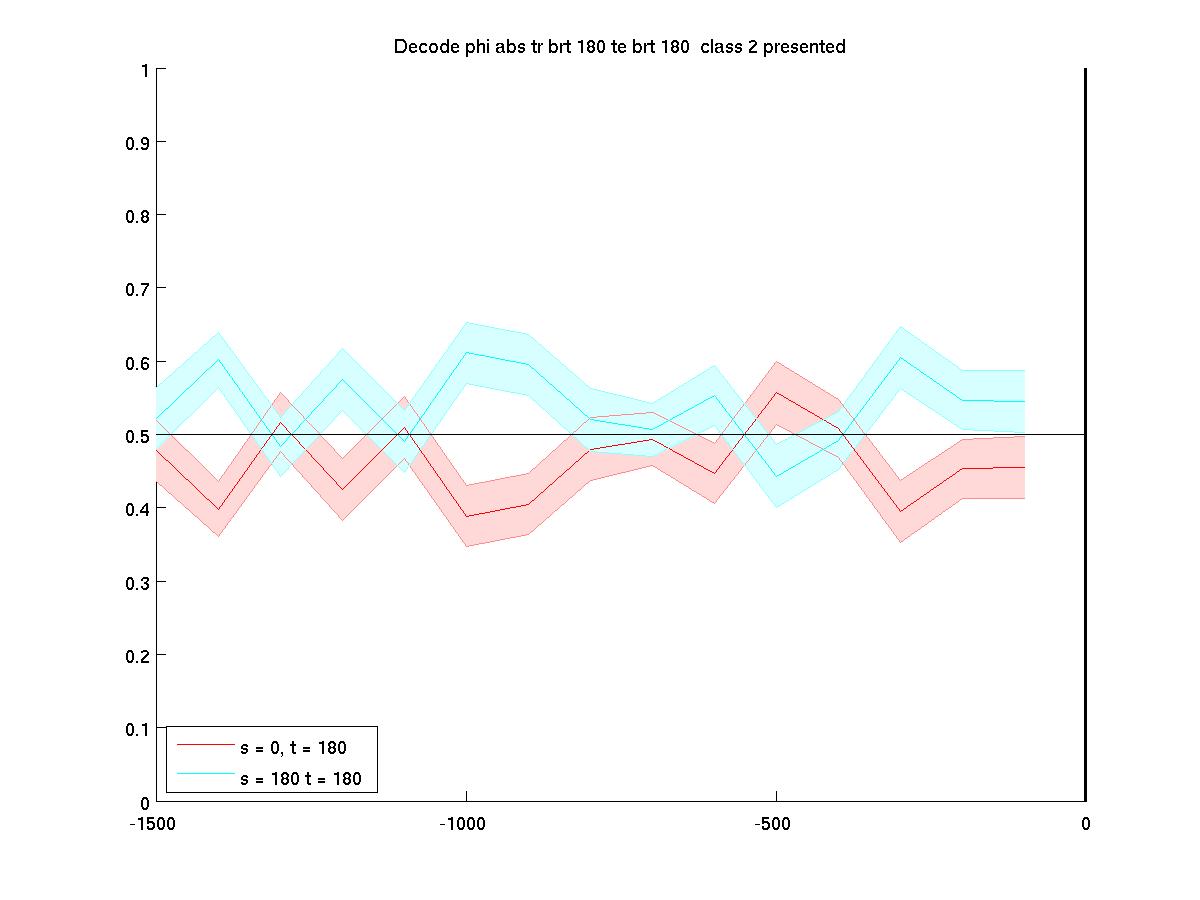 Decode phi abs tr brt 180 te brt 180  class 2 presented
1
0.9
0.8
0.7
0.6
0.5
0.4
0.3
0.2
0.1
0
s = 0, t = 180
s = 180 t = 180
-1500 -1000 -500 0